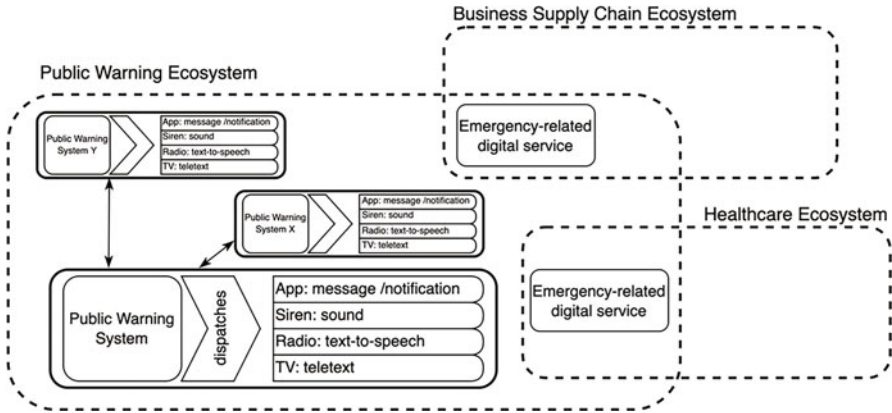 Business Supply Chain Ecosystem
Public Warning Ecosystem
Public Warning
System Y
App: message /notification
Siren: sound
Radio: text-to-speech
TV: teletext
Emergency-related
digital service
Public Warning
System X
App: message /notification
Siren: sound
Radio: text-to-speech
TV: teletext
Healthcare Ecosystem
Public Warning
System
dispatches
App: message /notification
Siren: sound
Radio: text-to-speech
TV: teletext
Emergency-related
digital service